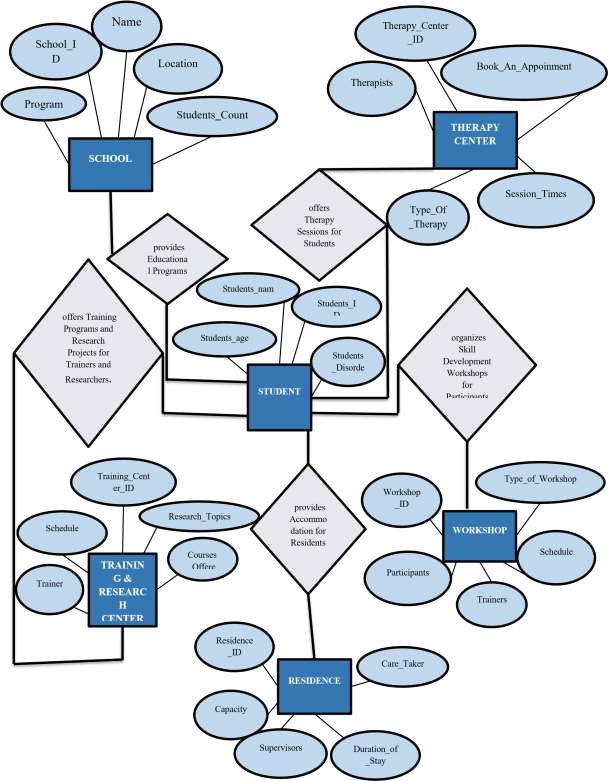 Name
School_I
D
Location
Program
Students_Count
SCHOOL
Therapy_Center
_ID
Book_An_Appoinment
Therapists
THERAPY
CENTER
Session_Times
Type_Of
_Therapy
offers
Therapy
Sessions for
Students
provides
Educationa
l Programs
Students_nam
Students_I
D
Students_age
Students
_Disorde
STUDENT
offers Training
Programs and
Research
Projects for
Trainers and
Researchers.
organizes
Skill
Development
Workshops
for
Participants
Training_Cent
er_ID
Research_Topics
Schedule
Courses
Offere
Trainer
TRAININ
G &
RESEARC
H
CENTER
provides
Accommo
dation for
Residents
Type_of_Workshop
Workshop
_ID
WORKSHOP
Schedule
Participants
Trainers
Residence
_ID
Care_Taker
RESIDENCE
Capacity
Supervisors
Duration_of
_Stay